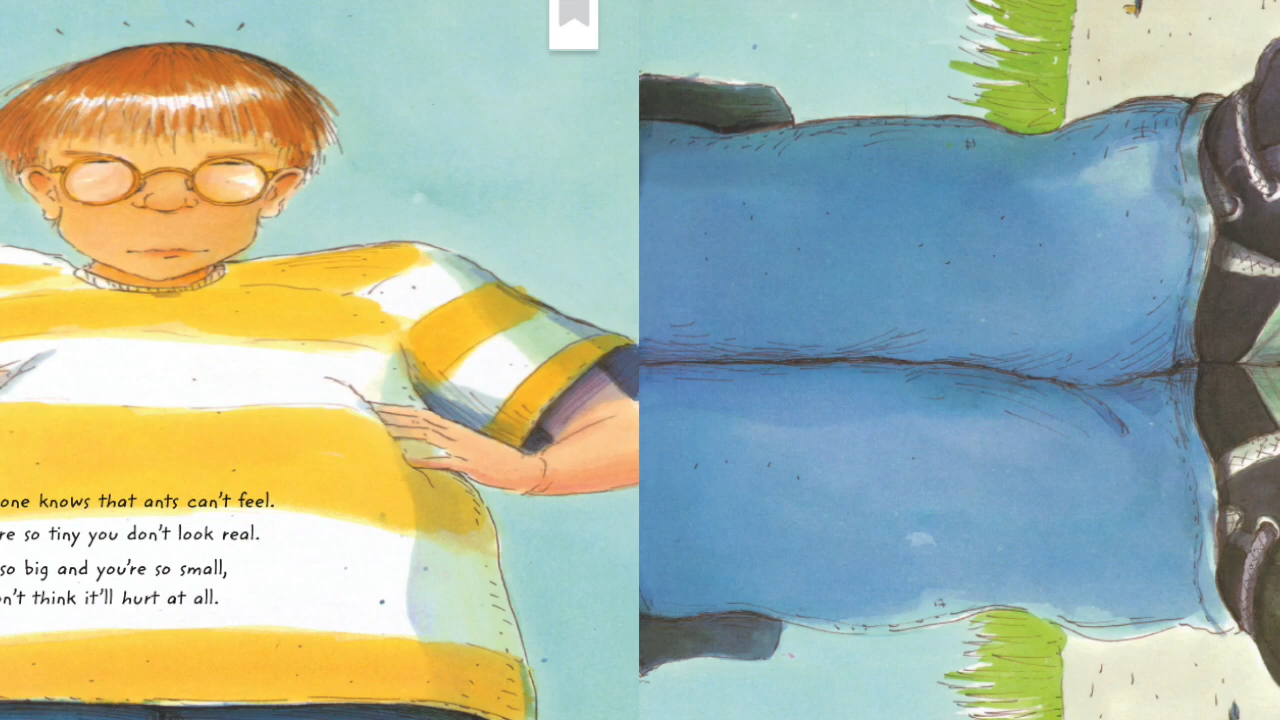 one knows that ants can't feel.
re so tiny you don't look real.
so big and you're so small,
n't think it'll hurt at all.